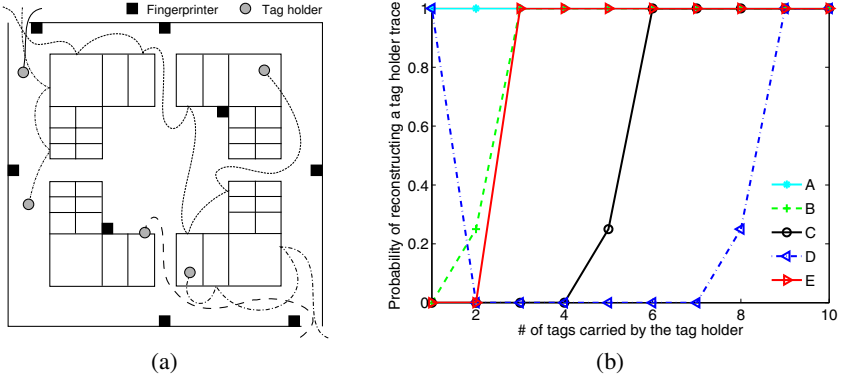 Fingerprinter
Tag holder
(a)
Probability of reconstructing a tag holder trace
1
0.8
0.6
0.4
0.2
0
2
4
6
8
10
# of tags carried by the tag holder
A
B
C
D
E
(b)